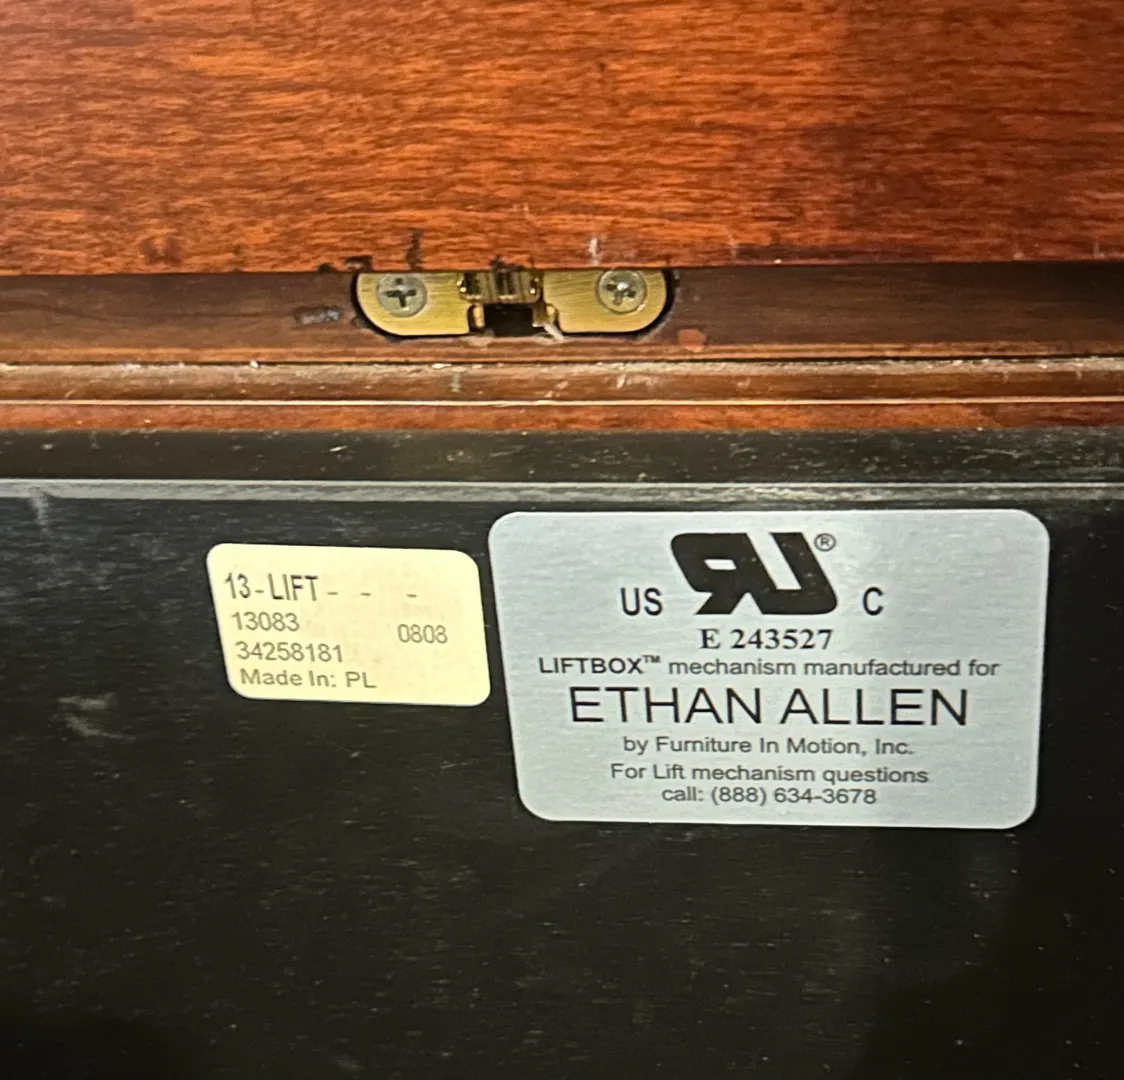 13-LIFT- - -
13083
0808
34258181
Made In: PL
®
US C
E 243527
LIFTBOX™ mechanism manufactured for
ETHAN ALLEN
by Furniture In Motion, Inc.
For Lift mechanism questions
call: (888) 634-3678